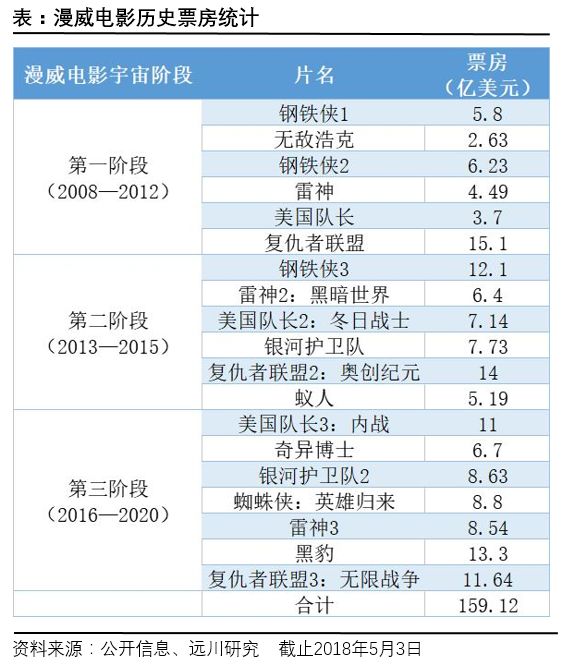 表：漫威电影历史票房统计
漫威电影宇宙阶段 片名 票房
（亿美元）
第一阶段
（2008—2012）
钢铁侠1 5.8
无敌浩克 2.63
钢铁侠2 6.23
雷神 4.49
美国队长 3.7
复仇者联盟 15.1
第二阶段
（2013—2015）
钢铁侠3 12.1
雷神2：黑暗世界 6.4
美国队长2：冬日战士 7.14
银河护卫队 7.73
复仇者联盟2：奥创纪元 14
蚁人 5.19
第三阶段
（2016—2020）
美国队长3：内战 11
奇异博士 6.7
银河护卫队2 8.63
蜘蛛侠：英雄归来 8.8
雷神3 8.54
黑豹 13.3
复仇者联盟3：无限战争 11.64
合计 159.12
资料来源：公开信息、远川研究 截止2018年5月3日